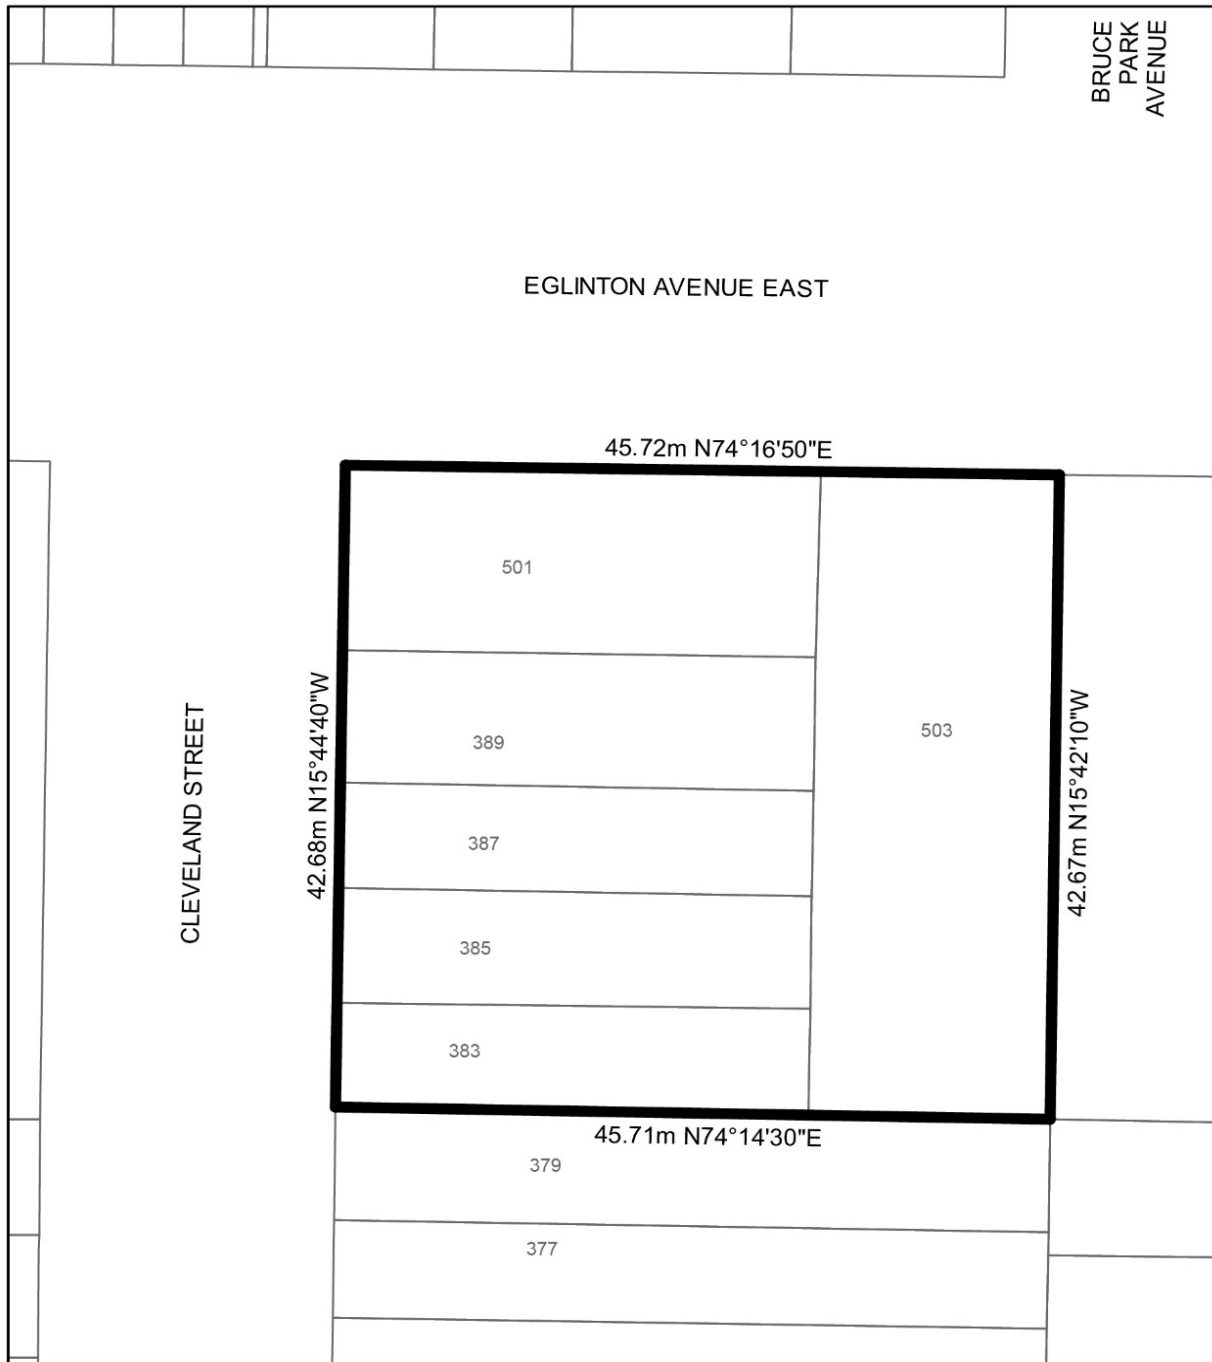 BRUCE
PARK
AVENUE
EGLINTON AVENUE EAST
45.72m N74°16'50"E
501
503
389
CLEVELAND STREET
42.68m N15°44'40"W
42.67m N15°42'10"W
387
385
383
45.71m N74°14'30"E
379
377